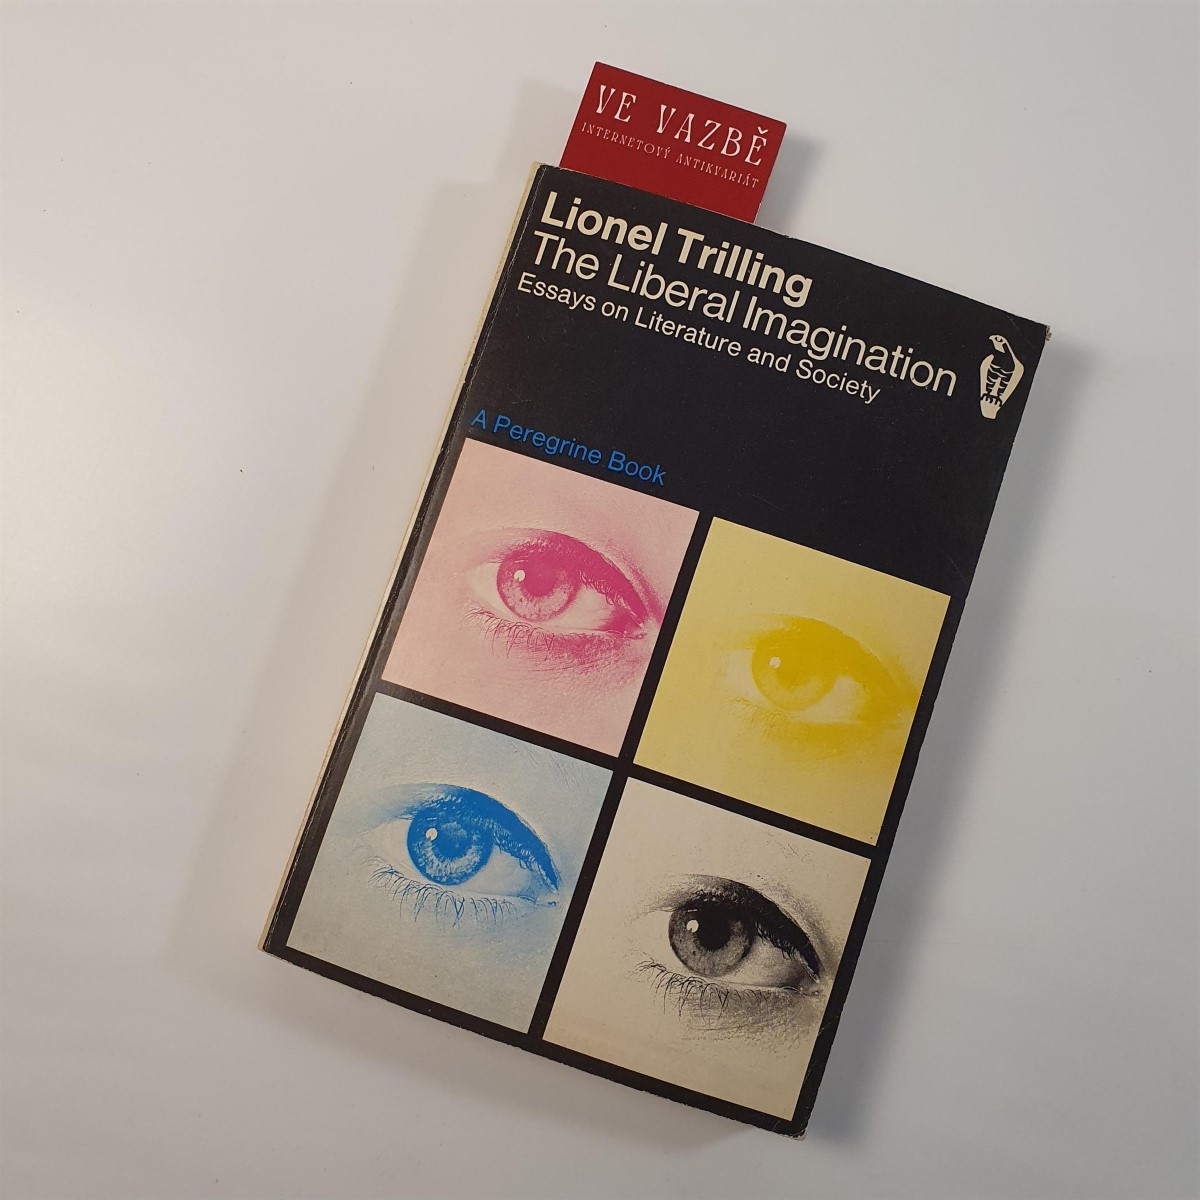 VE VAZBĚ
INTERNETOVÝ ANTIKVARIÁT
Lionel Trilling
The Liberal Imagination
Essays on Literature and Society
A Peregrine Book